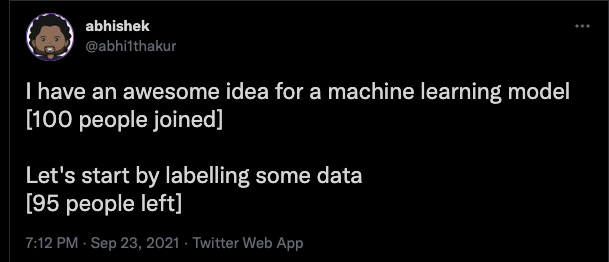 abhishek
@abhi1thakur
I have an awesome idea for a machine learning model
[100 people joined]
Let's start by labelling some data
[95 people left]
7:12 PM · Sep 23, 2021 · Twitter Web App